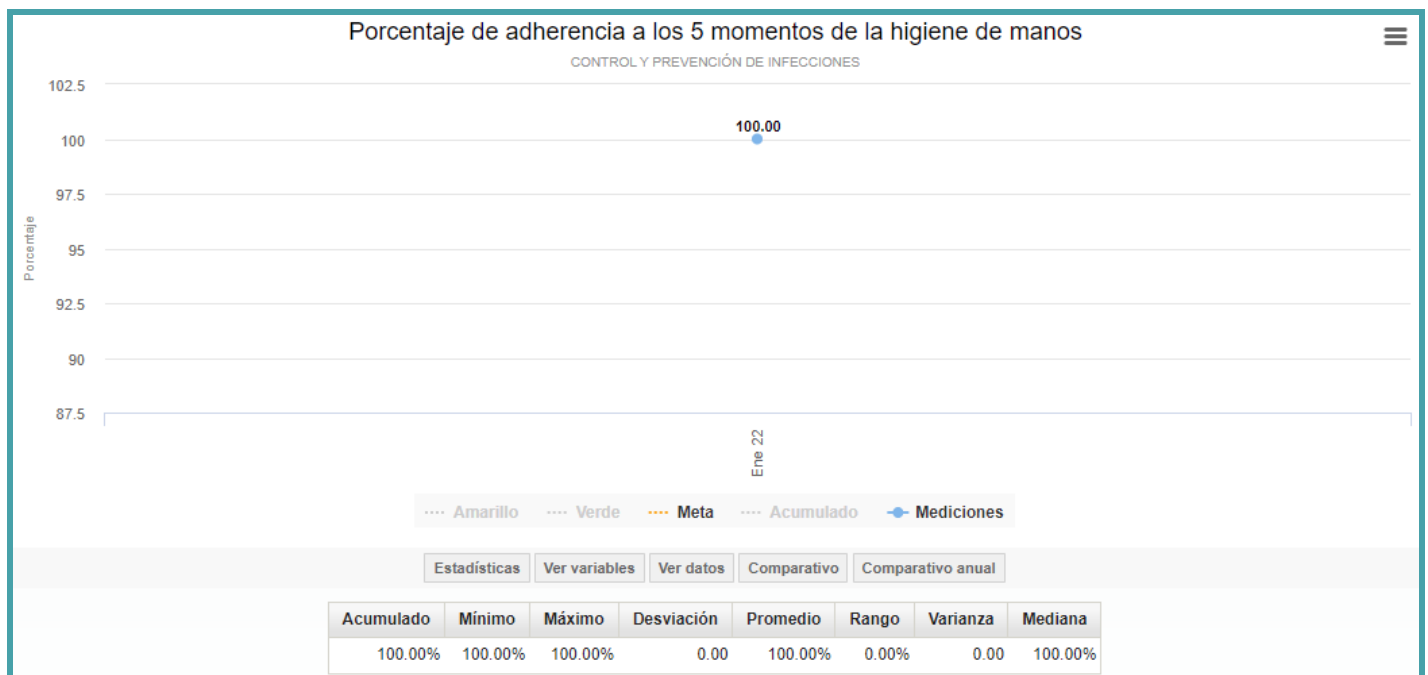 Porcentaje de adherencia a los 5 momentos de la higiene de manos
CONTROL Y PREVENCIÓN DE INFECCIONES
102.5
100
97.5
95
92.5
90
87.5
Porcentaje
100.00
Ene 22
Amarillo Verde Meta Acumulado Mediciones
Estadísticas Ver variables Ver datos Comparativo Comparativo anual
Acumulado Mínimo Máximo Desviación Promedio Rango Varianza Mediana
100.00% 100.00% 100.00% 0.00 100.00% 0.00% 0.00 100.00%